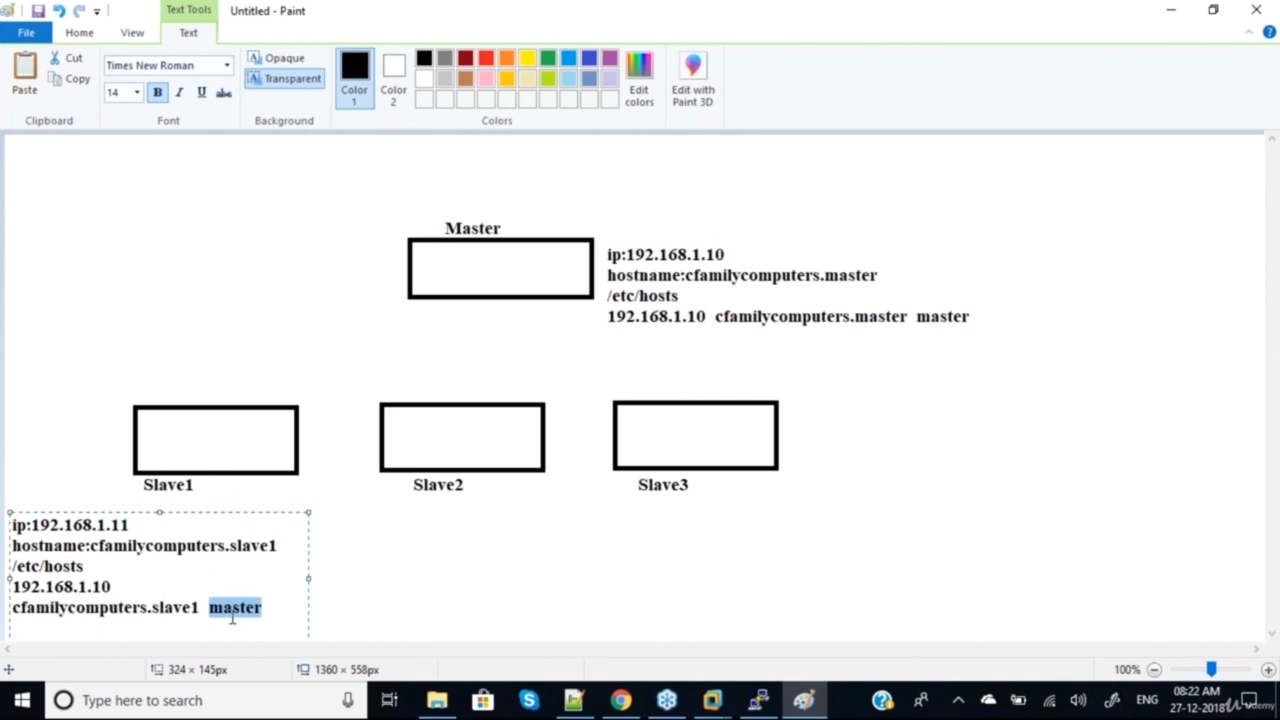 Text Tools
Untitled - Paint
File
Home
View
Text
Paste
Cut
Copy
Clipboard
Times New Roman
14
B
I
U
abc
Font
Opaque
Transparent
Background
Color 1
Color 2
Edit colors
Edit with Paint 3D
Colors
Master
ip:192.168.1.10
hostname:cfamilycomputers.master
/etc/hosts
192.168.1.10 cfamilycomputers.master master
Slave1
Slave2
Slave3
ip:192.168.1.11
hostname:cfamilycomputers.slave1
/etc/hosts
192.168.1.10
cfamilycomputers.slave1 master
324 × 145px
1360 × 558px
100%
Type here to search
ENG
08:22 AM
27-12-2018
Udemy